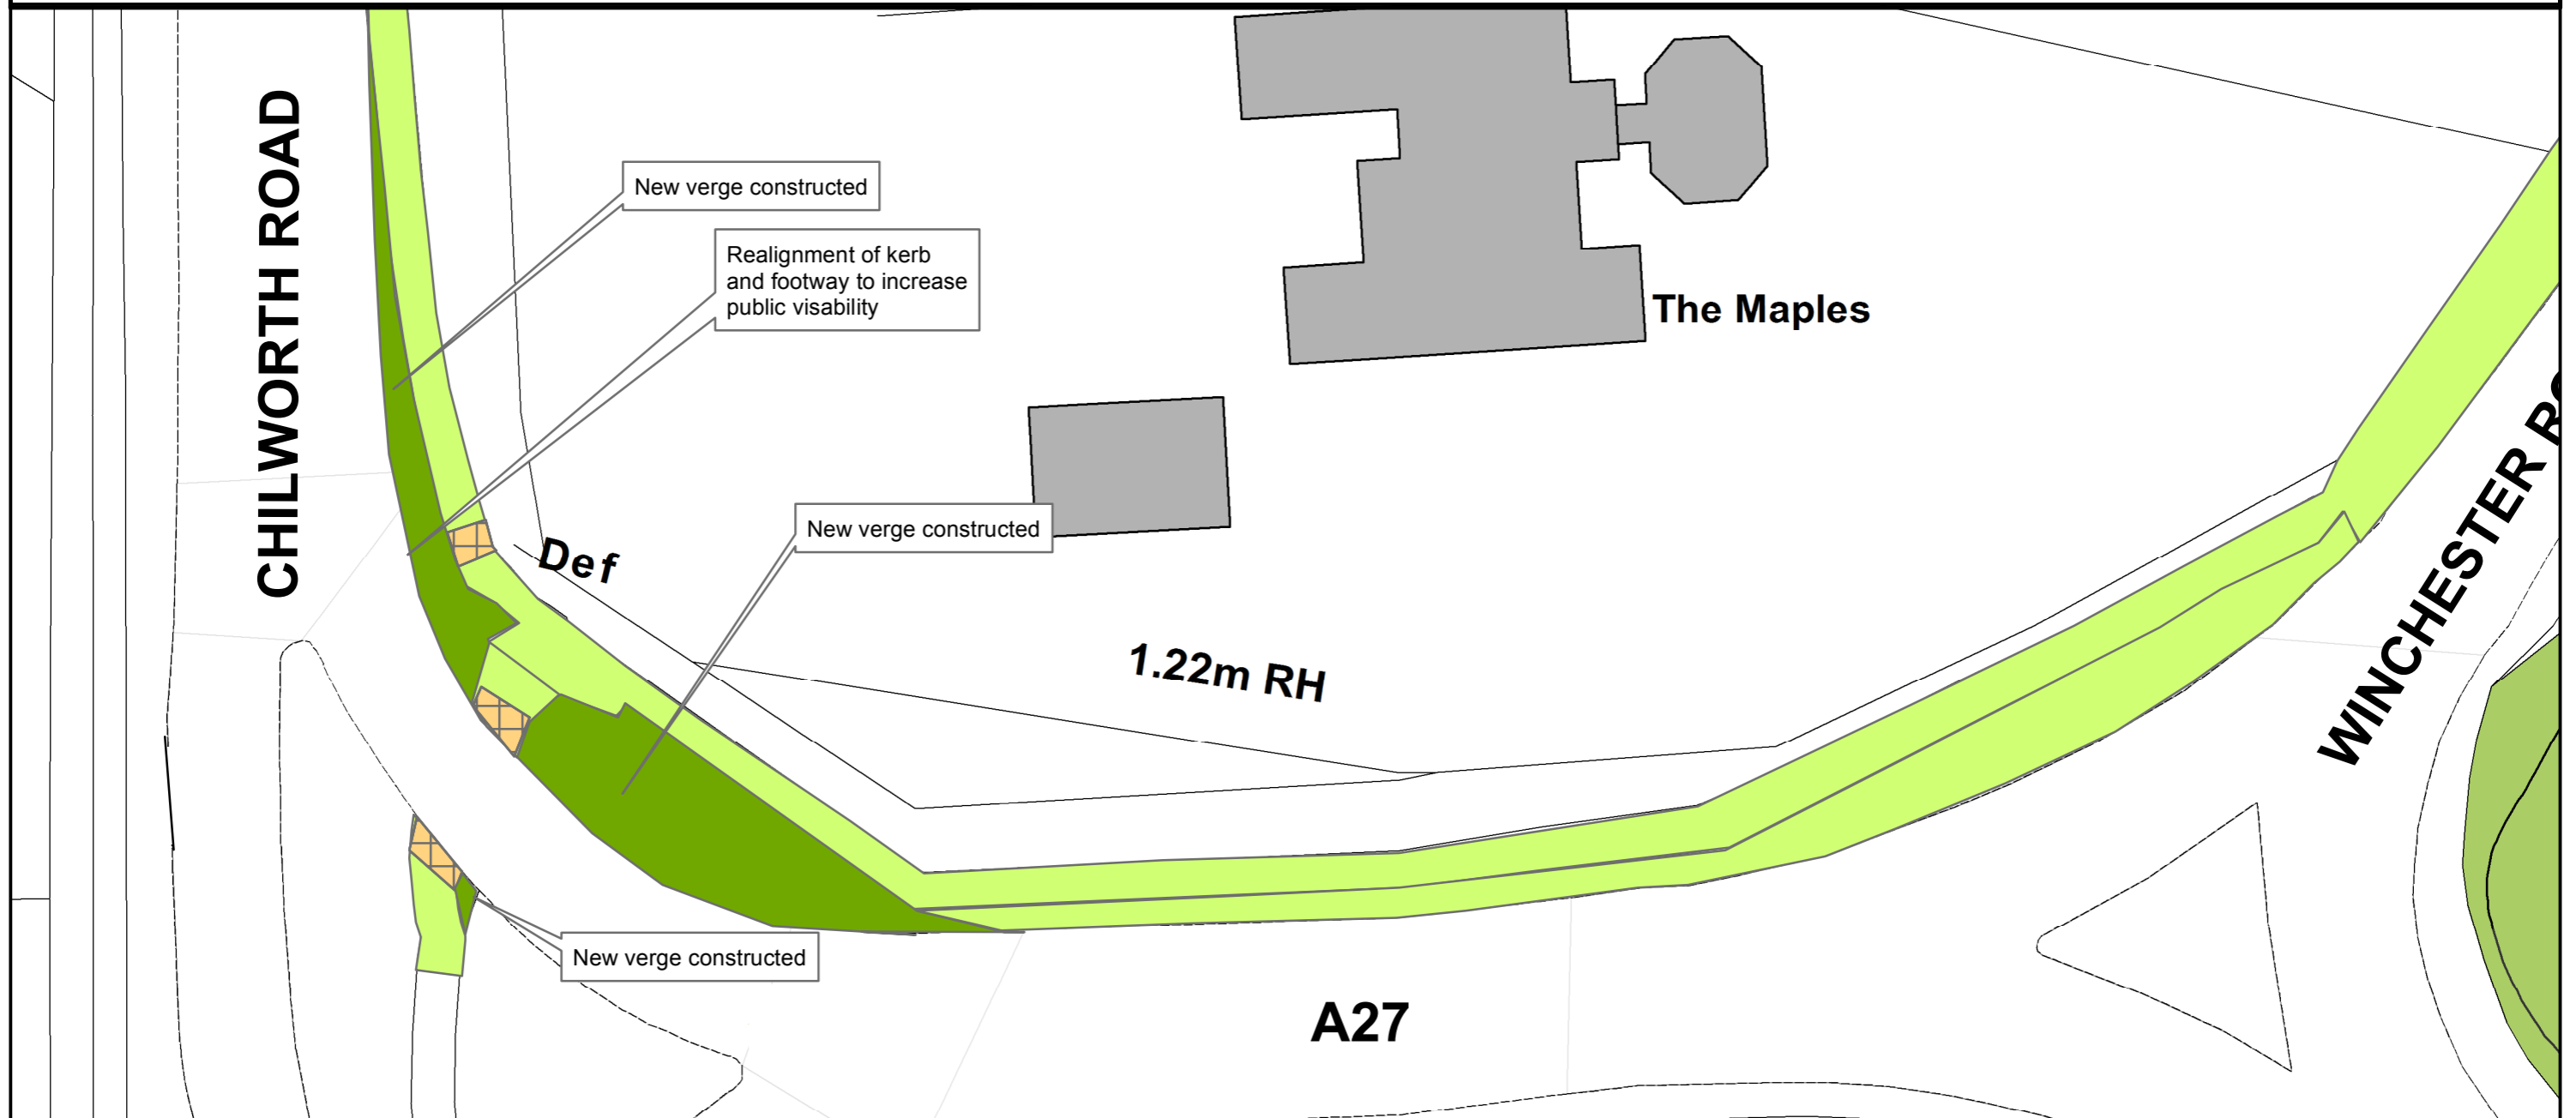 CHILWORTH ROAD
New verge constructed
Realignment of kerb
and footway to increase
public visability
The Maples
New verge constructed
Def
1.22m RH
WINCHESTER
New verge constructed
A27